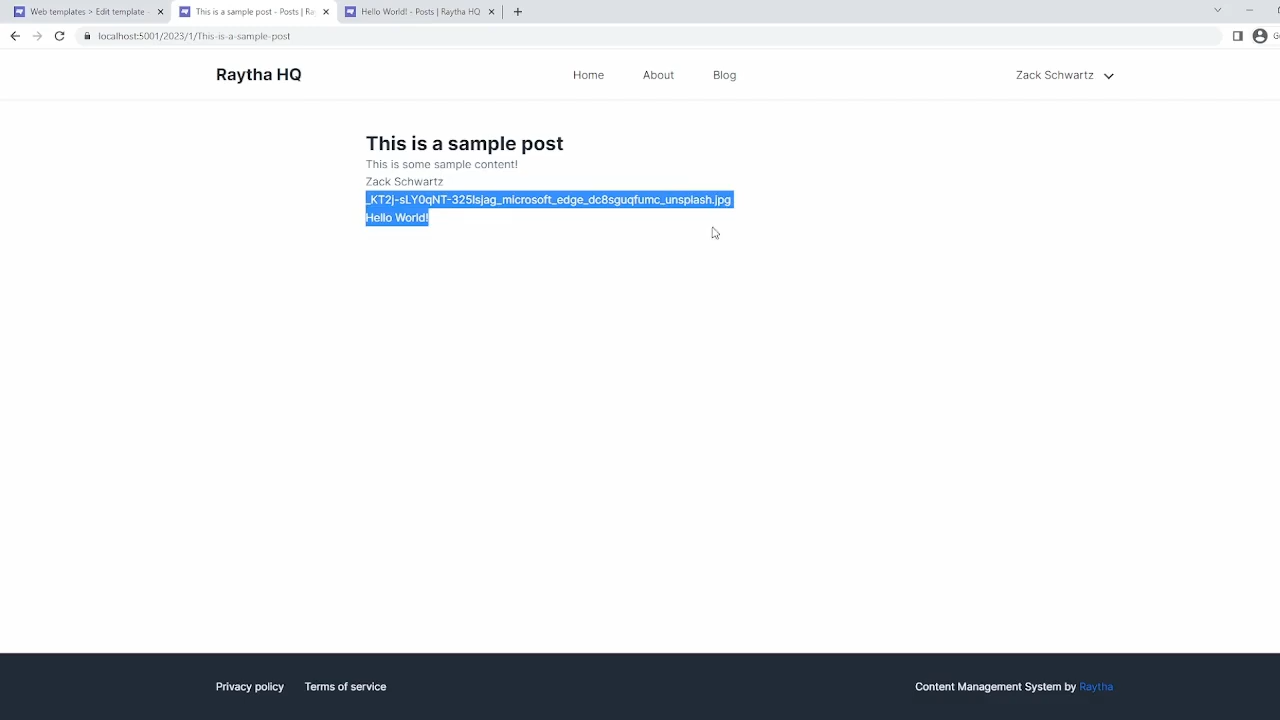 Web templates > Edit template -
This is a sample post - Posts | Ra
Hello World! - Posts | Raytha HQ
localhost:5001/2023/1/This-is-a-sample-post
Raytha HQ
Home
About
Blog
Zack Schwartz
This is a sample post
This is some sample content!
Zack Schwartz
_KT2j-sLY0qNT-325lsjag_microsoft_edge_dc8sguqfumc_unsplash.jpg
Hello World!
Privacy policy
Terms of service
Content Management System by Raytha